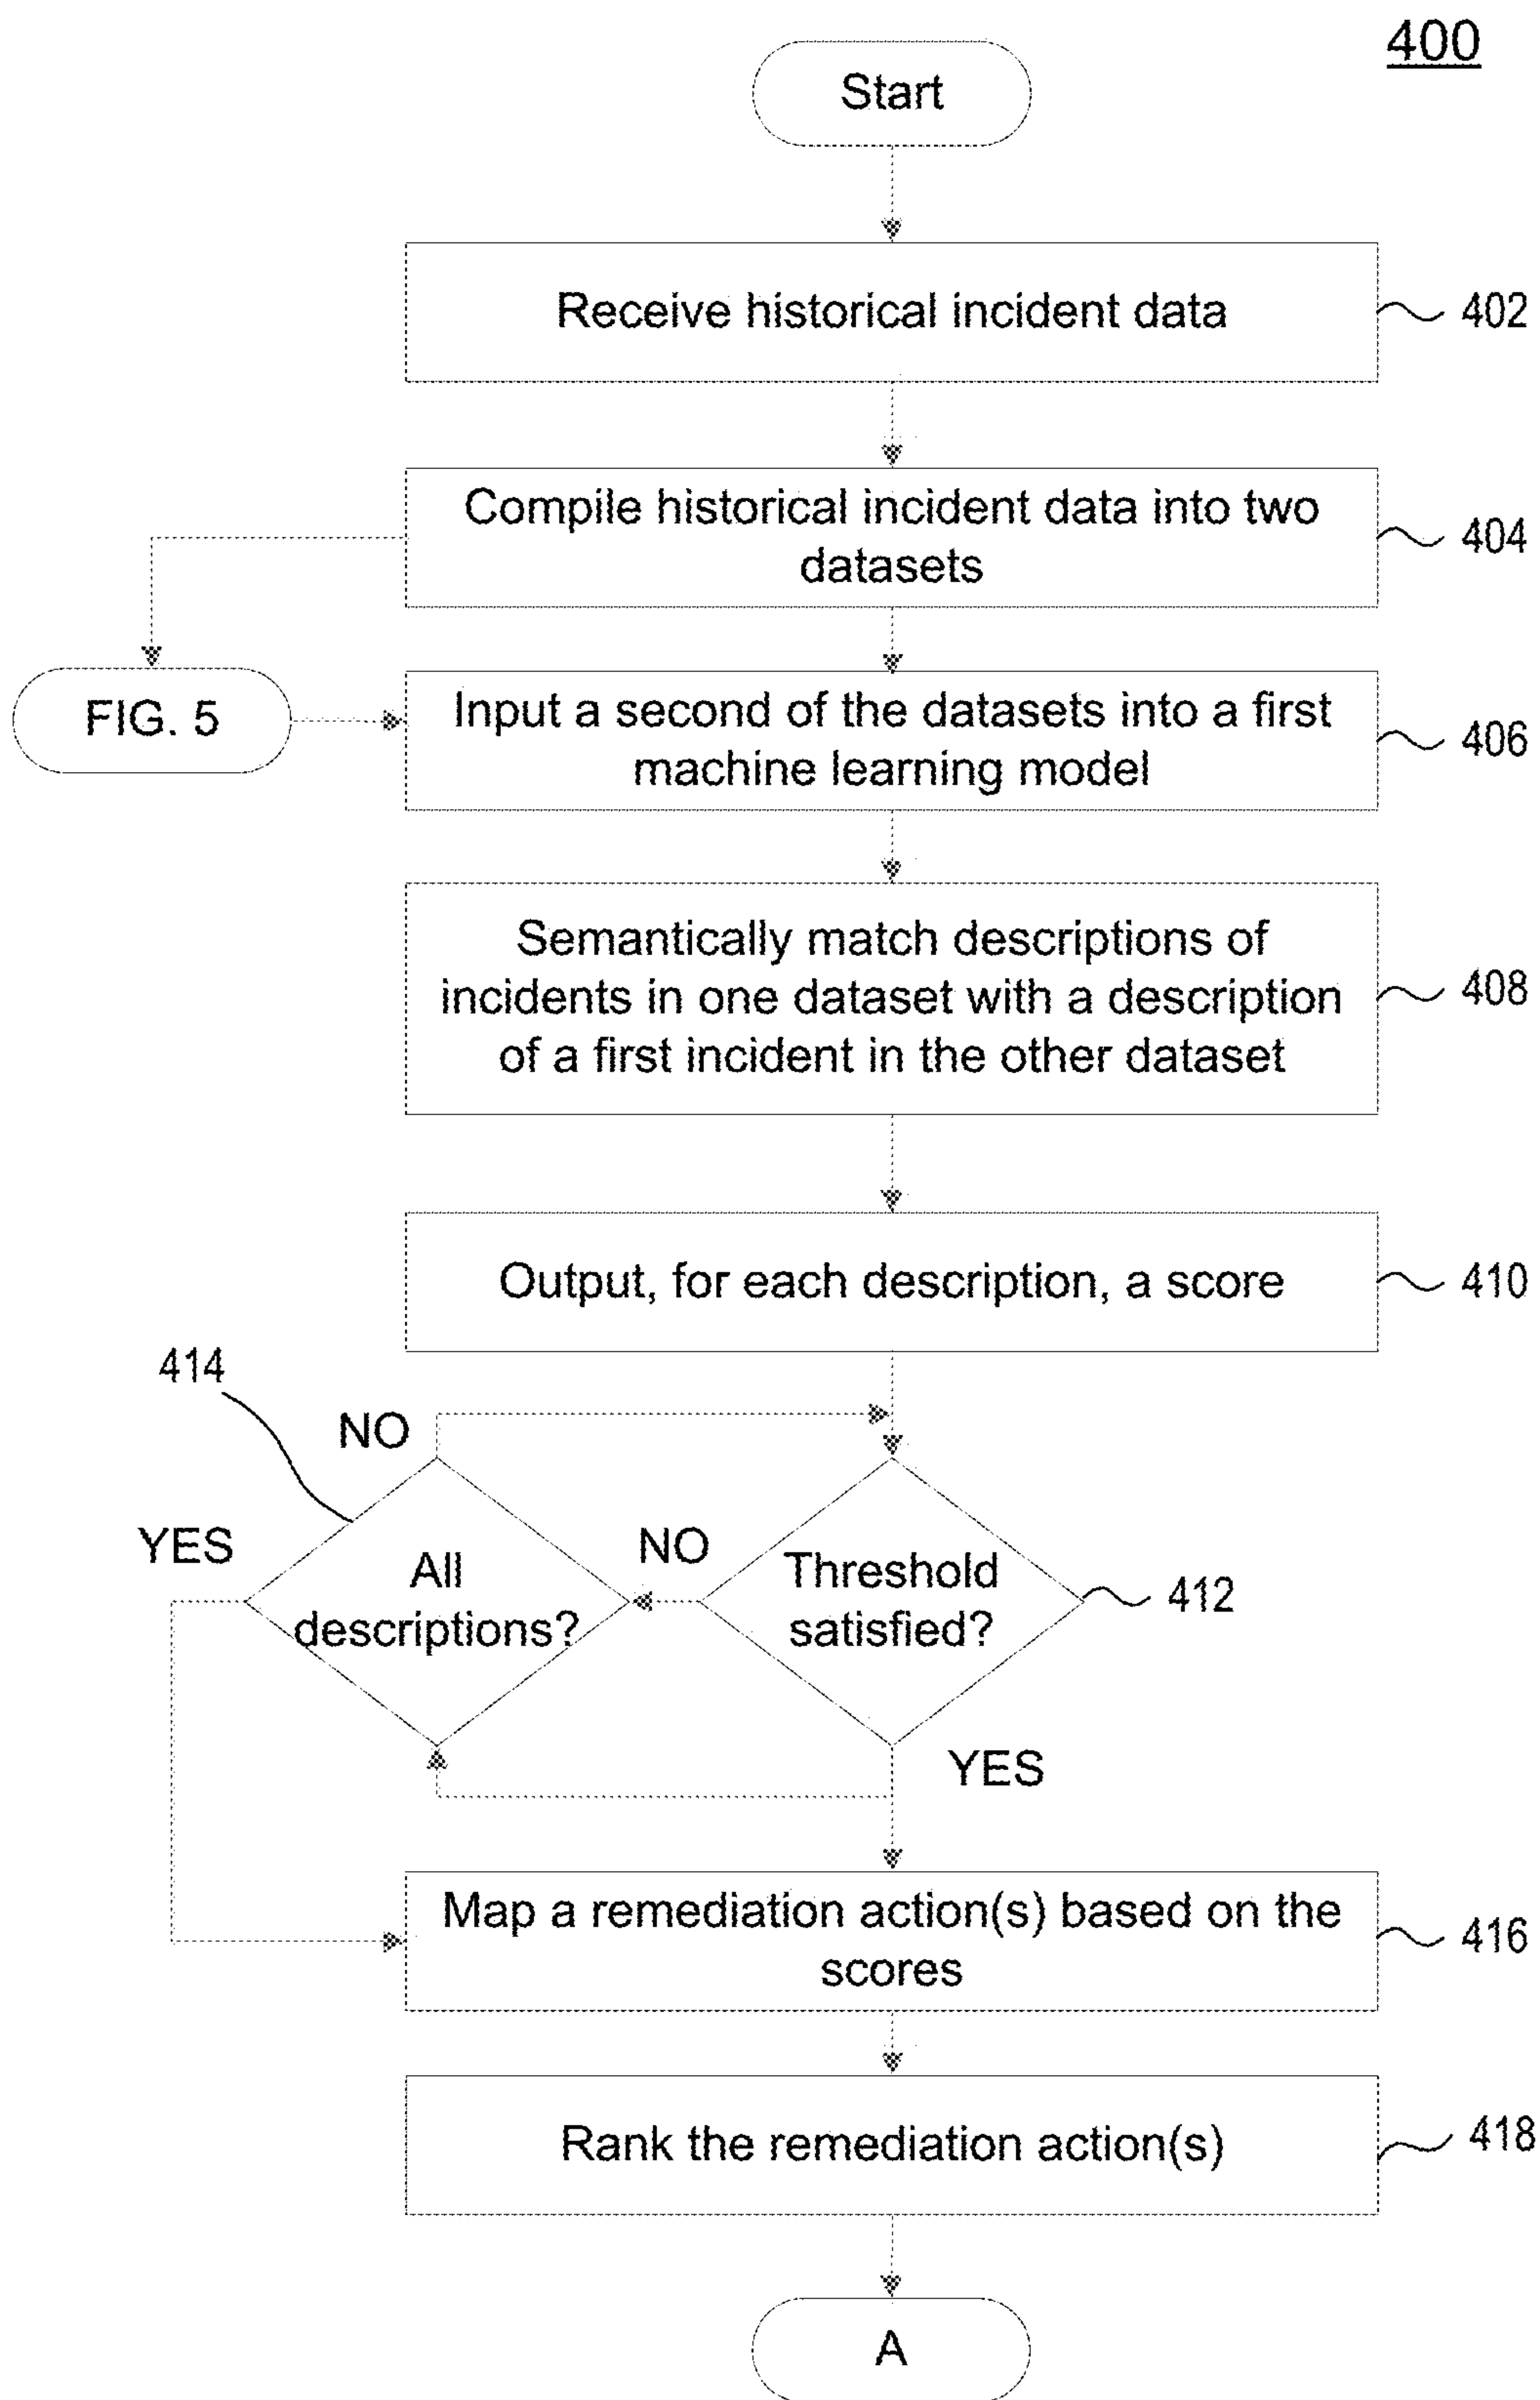 400
Start
Receive historical incident data
402
Compile historical incident data into two
datasets
404
FIG. 5
Input a second of the datasets into a first
machine learning model
406
Semantically match descriptions of
incidents in one dataset with a description
of a first incident in the other dataset
408
Output, for each description, a score
410
414
NO
YES
All
descriptions?
NO
Threshold
satisfied?
412
YES
Map a remediation action(s) based on the
scores
416
Rank the remediation action(s)
418
A